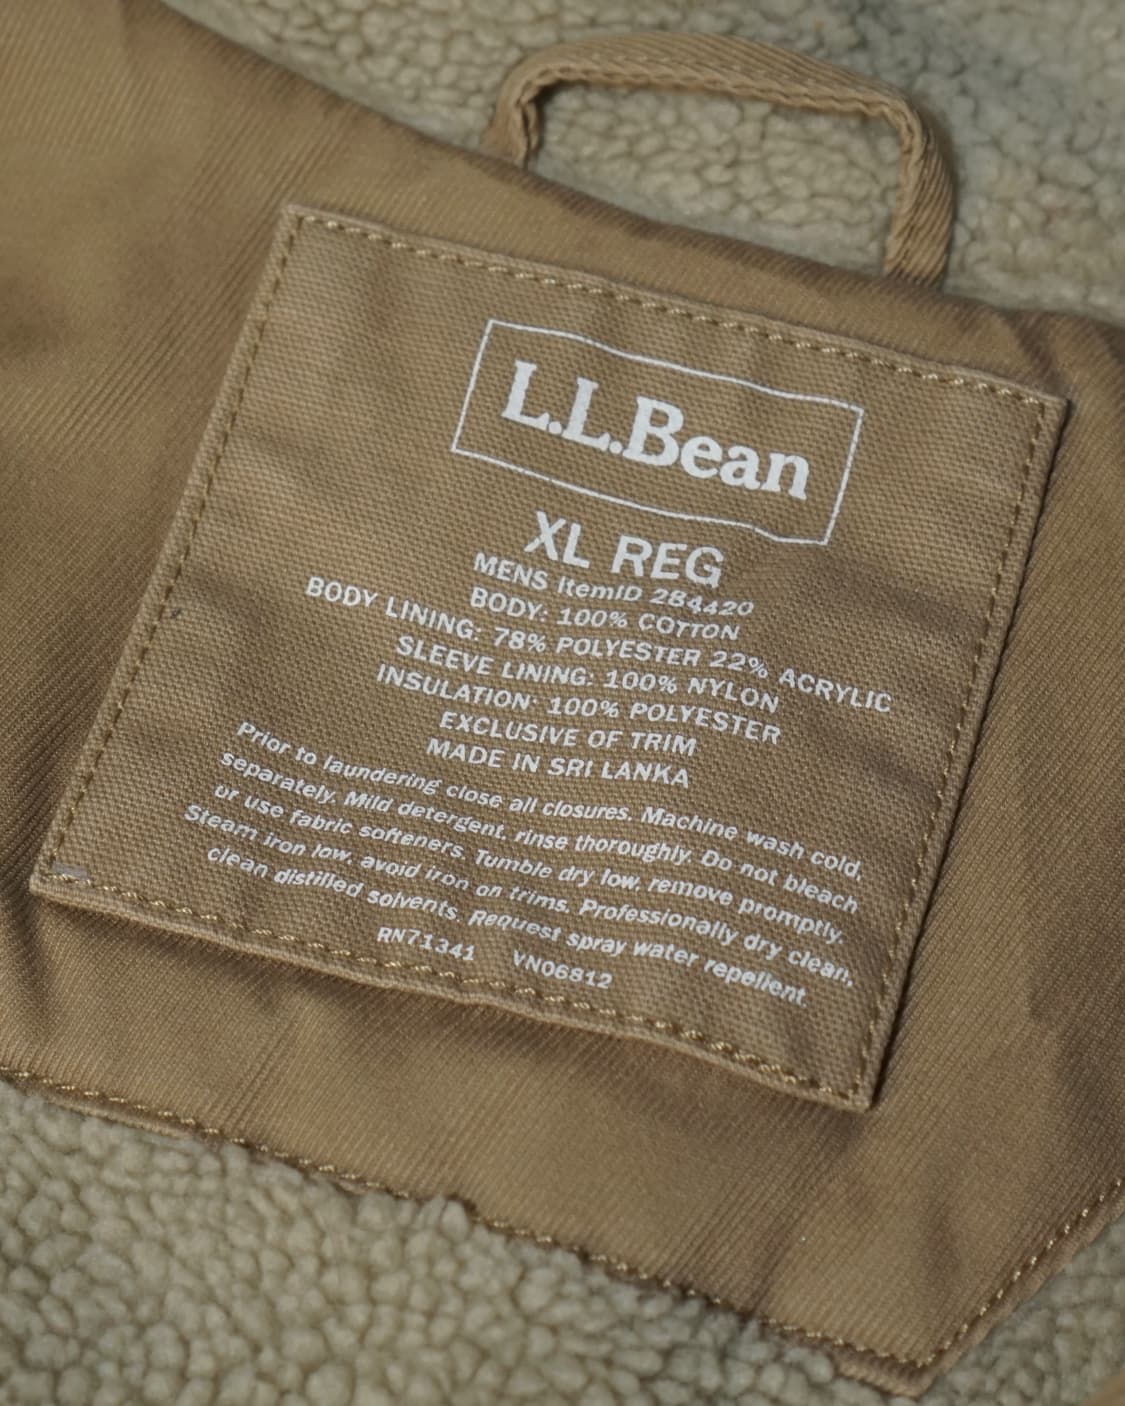 L.L.Bean
XL REG
MENS ItemID 284420
BODY: 100% COTTON
BODY LINING: 78% POLYESTER 22% ACRYLIC
SLEEVE LINING: 100% NYLON
INSULATION: 100% POLYESTER
EXCLUSIVE OF TRIM
MADE IN SRI LANKA
Prior to laundering close all closures. Machine wash cold,
separately. Mild detergent, rinse thoroughly. Do not bleach
or use fabric softeners. Tumble dry low, remove promptly.
Steam iron low, avoid iron on trims. Professionally dry clean,
clean distilled solvents. Request spray water repellent.
RN71341 VN06812